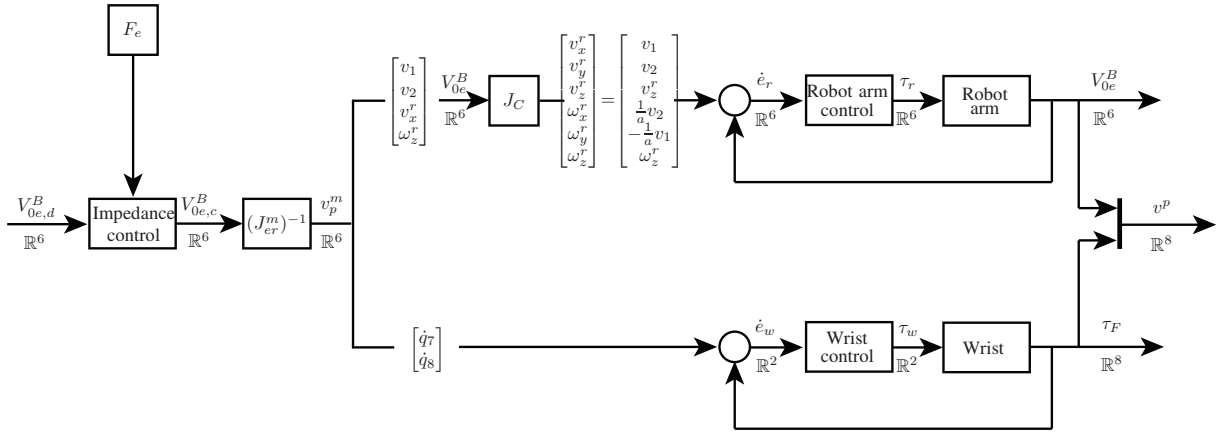 F_e
V^B_{0e,d}
ℝ^6
Impedance
control
V^B_{0e,c}
ℝ^6
(J^m_{er})^{-1}
v^m_p
ℝ^6
[v_1
v_2
v^r_x
ω^r_z]
V^B_{0e}
ℝ^6
J_C
[v^r_x
v^r_y
v^r_z
ω^r_x
ω^r_y
ω^r_z]
=
[v_1
v_2
v^r_z
\frac{1}{a}v_2
-\frac{1}{a}v_1
ω^r_z]
ė_r
ℝ^6
Robot arm
control
τ_r
ℝ^6
Robot
arm
V^B_{0e}
ℝ^6
v^p
ℝ^8
[q̇_7
q̇_8]
ė_w
ℝ^2
Wrist
control
τ_w
ℝ^2
Wrist
τ_F
ℝ^8